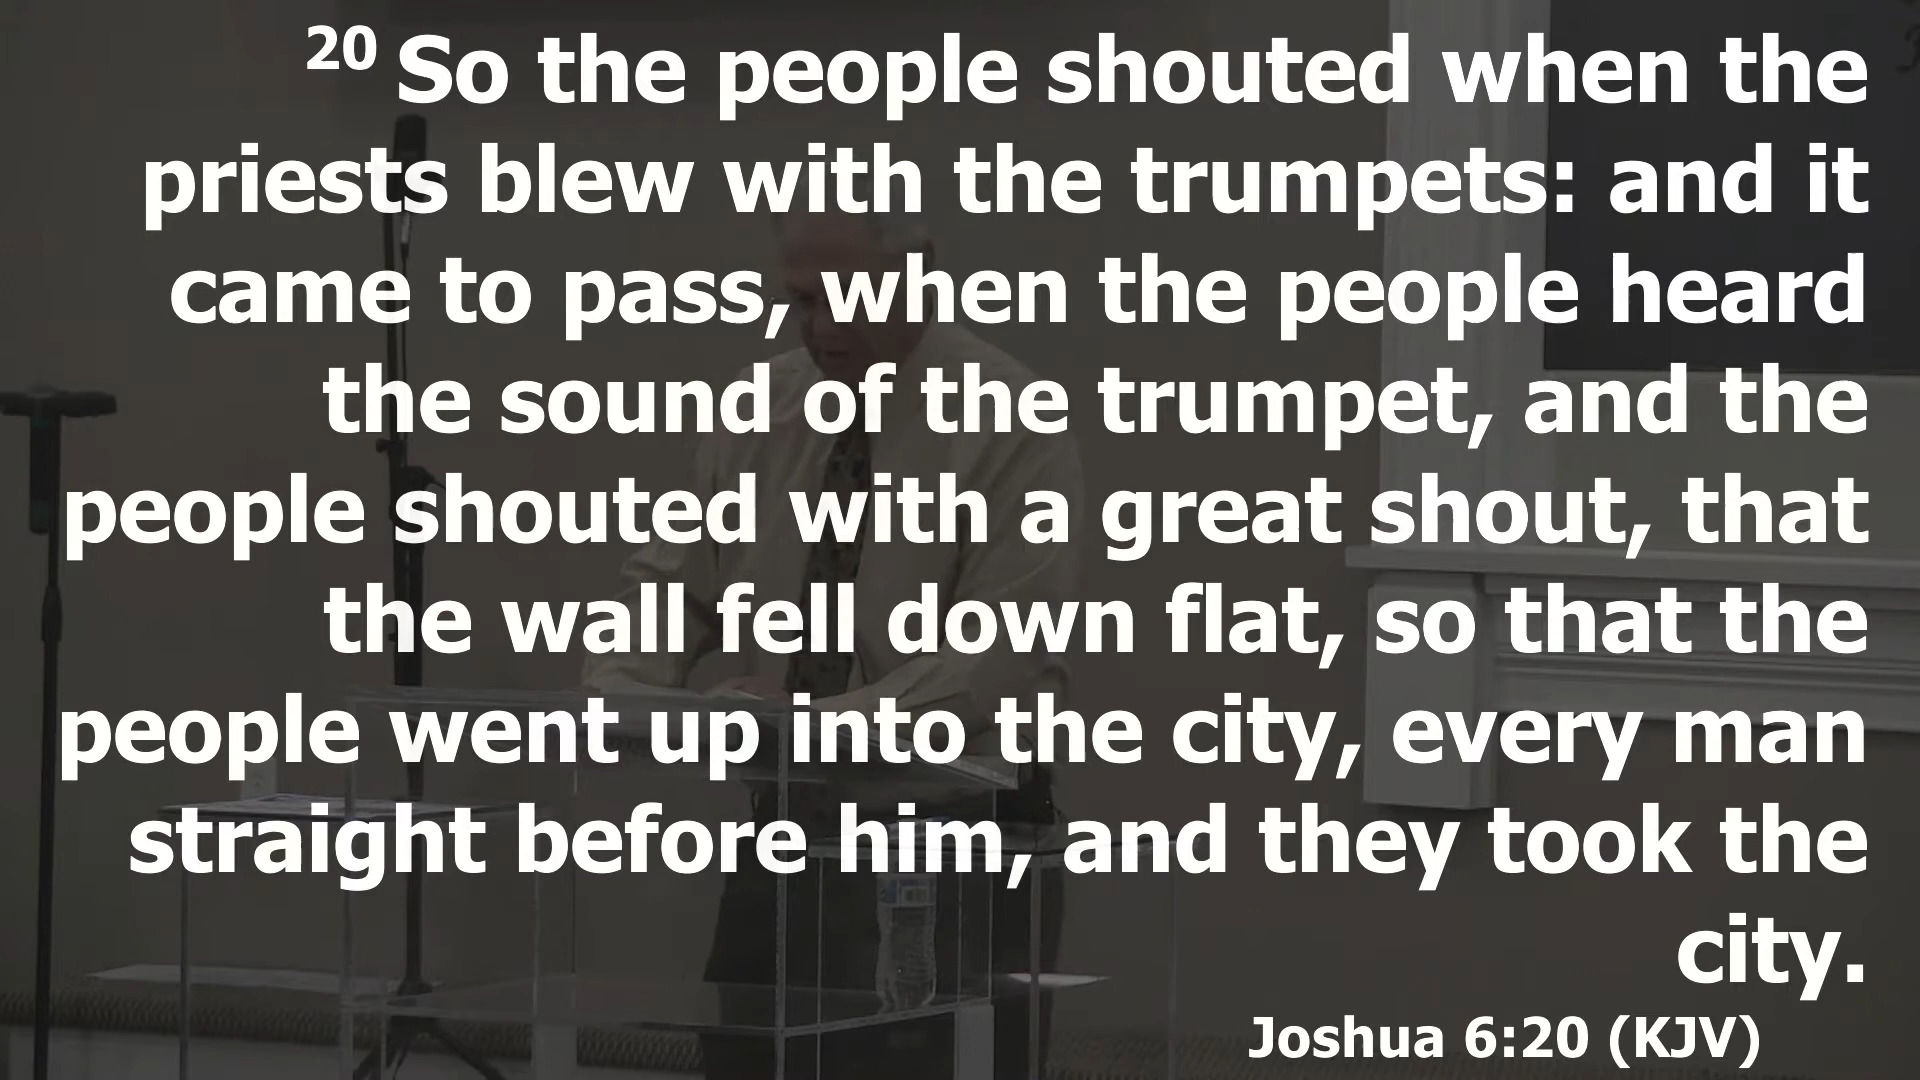 20 So the people shouted when the
priests blew with the trumpets: and it
came to pass, when the people heard
the sound of the trumpet, and the
people shouted with a great shout, that
the wall fell down flat, so that the
people went up into the city, every man
straight before him, and they took the
city.
Joshua 6:20 (KJV)